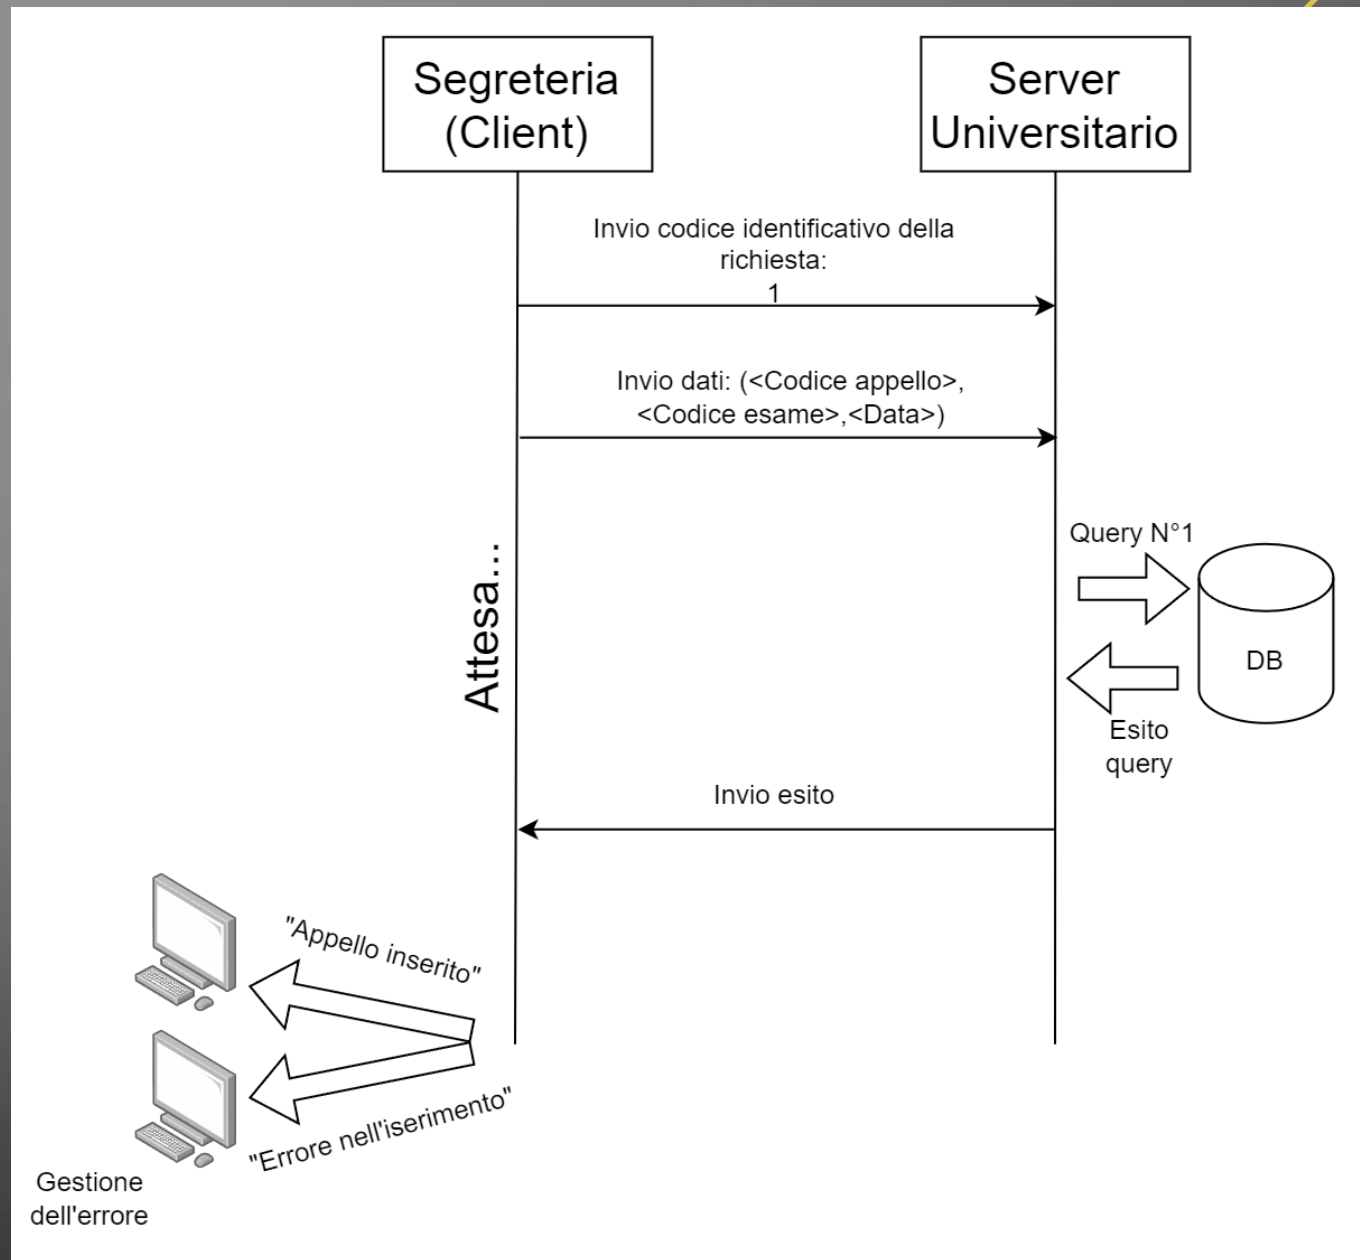 Segreteria
(Client)
Server
Universitario
Invio codice identificativo della
richiesta:
1
Invio dati: (<Codice appello>,
<Codice esame>,<Data>)
Attesa...
Query N°1
DB
Esito
query
Invio esito
"Appello inserito"
"Errore nell'iserimento"
Gestione
dell'errore